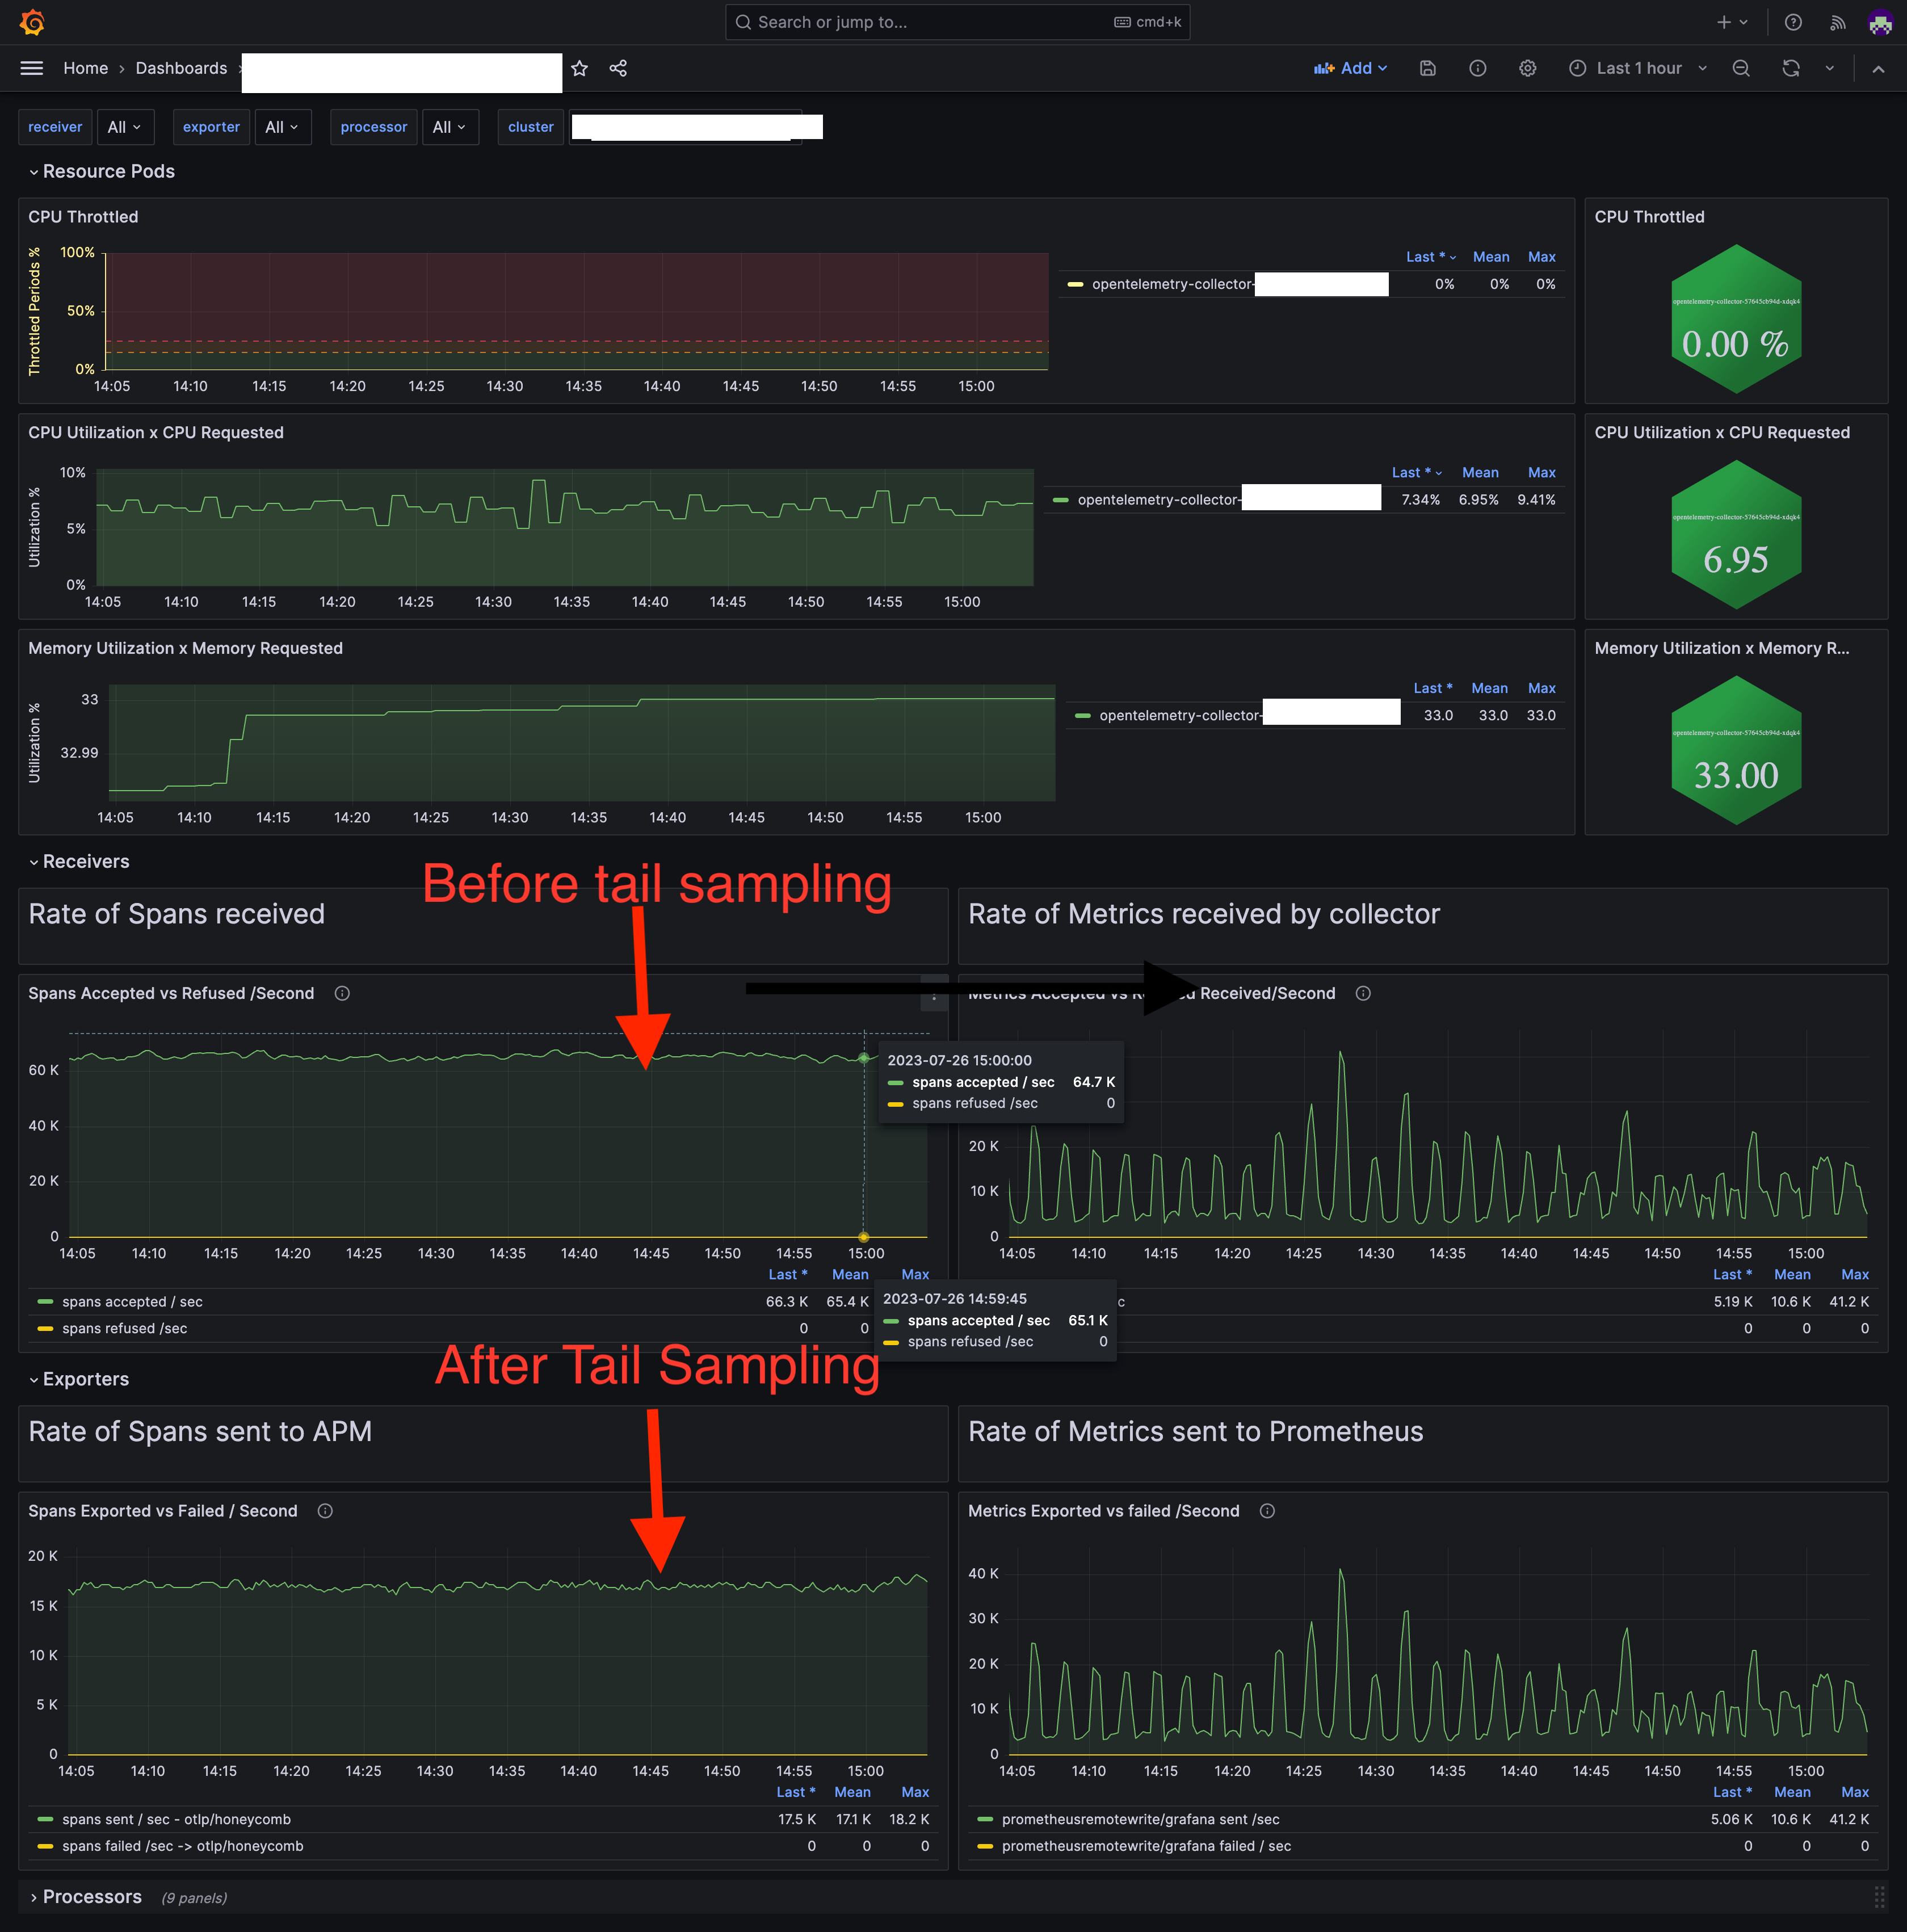 Search or jump to...
cmd+k
Home › Dashboards ›
Add
Last 1 hour
receiver All exporter All processor All cluster
Resource Pods
CPU Throttled
Throttled Periods %
100%
50%
0%
14:05 14:10 14:15 14:20 14:25 14:30 14:35 14:40 14:45 14:50 14:55 15:00
Last * Mean Max
opentelemetry-collector- 0% 0% 0%
CPU Throttled
opentelemetry-collector-57645cb94d-xdqk4
0.00 %
CPU Utilization x CPU Requested
Utilization %
10%
5%
0%
14:05 14:10 14:15 14:20 14:25 14:30 14:35 14:40 14:45 14:50 14:55 15:00
Last * Mean Max
opentelemetry-collector- 7.34% 6.95% 9.41%
CPU Utilization x CPU Requested
opentelemetry-collector-57645cb94d-xdqk4
6.95
Memory Utilization x Memory Requested
Utilization %
33
32.99
14:05 14:10 14:15 14:20 14:25 14:30 14:35 14:40 14:45 14:50 14:55 15:00
Last * Mean Max
opentelemetry-collector- 33.0 33.0 33.0
Memory Utilization x Memory R...
opentelemetry-collector-57645cb94d-xdqk4
33.00
Receivers
Before tail sampling
Rate of Spans received
Rate of Metrics received by collector
Spans Accepted vs Refused /Second
60 K
40 K
20 K
0
14:05 14:10 14:15 14:20 14:25 14:30 14:35 14:40 14:45 14:50 14:55 15:00
Last * Mean Max
spans accepted / sec 66.3 K 65.4 K
spans refused /sec 0 0
2023-07-26 15:00:00
spans accepted / sec 64.7 K
spans refused /sec 0
2023-07-26 14:59:45
spans accepted / sec 65.1 K
spans refused /sec 0
Metrics Accepted vs Received/Second
20 K
10 K
0
14:05 14:10 14:15 14:20 14:25 14:30 14:35 14:40 14:45 14:50 14:55 15:00
Last * Mean Max
c 5.19 K 10.6 K 41.2 K
0 0 0
After Tail Sampling
Exporters
Rate of Spans sent to APM
Rate of Metrics sent to Prometheus
Spans Exported vs Failed / Second
20 K
15 K
10 K
5 K
0
14:05 14:10 14:15 14:20 14:25 14:30 14:35 14:40 14:45 14:50 14:55 15:00
Last * Mean Max
spans sent / sec - otlp/honeycomb 17.5 K 17.1 K 18.2 K
spans failed /sec -> otlp/honeycomb 0 0 0
Metrics Exported vs failed /Second
40 K
30 K
20 K
10 K
0
14:05 14:10 14:15 14:20 14:25 14:30 14:35 14:40 14:45 14:50 14:55 15:00
Last * Mean Max
prometheusremotewrite/grafana sent /sec 5.06 K 10.6 K 41.2 K
prometheusremotewrite/grafana failed / sec 0 0 0
Processors (9 panels)